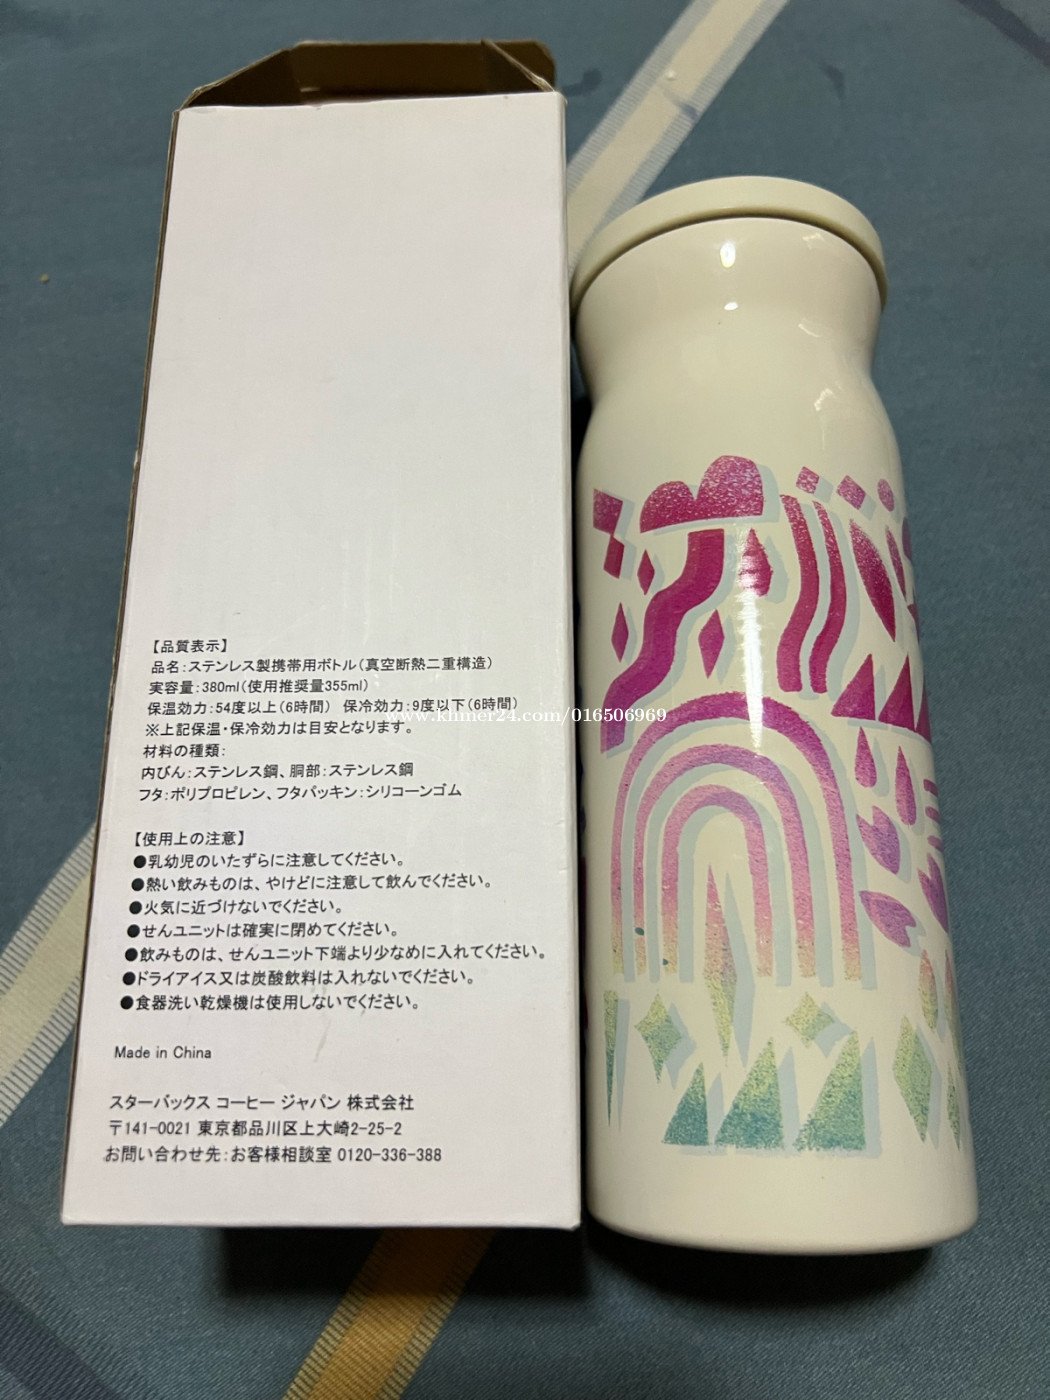 【品質表示】
品名：ステンレス製携帯用ボトル（真空断熱二重構造）
実容量：380ml（使用推奨量355ml）
保温効力：54度以上（6時間） 保冷効力：9度以下（6時間）
www.khmer24.com/016506969
※上記保温・保冷効力は目安となります。
材料の種類：
内びん：ステンレス鋼、胴部：ステンレス鋼
フタ：ポリプロピレン、フタパッキン：シリコーンゴム
【使用上の注意】
●乳幼児のいたずらに注意してください。
●熱い飲みものは、やけどに注意して飲んでください。
●火気に近づけないでください。
●せんユニットは確実に閉めてください。
●飲みものは、せんユニット下端より少なめに入れてください。
●ドライアイス又は炭酸飲料は入れないでください。
●食器洗い乾燥機は使用しないでください。
Made in China
スターバックス コーヒー ジャパン 株式会社
〒141-0021 東京都品川区上大崎2-25-2
お問い合わせ先：お客様相談室 0120-336-388